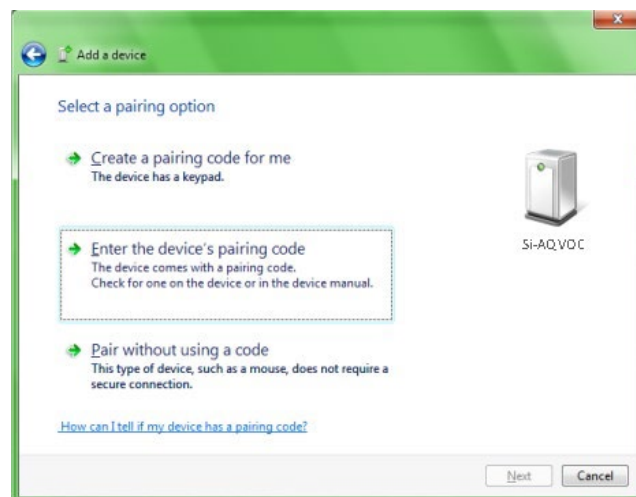 Add a device
Select a pairing option
Create a pairing code for me
The device has a keypad.
Enter the device's pairing code
The device comes with a pairing code.
Check for one on the device or in the device manual.
Si-AQ VOC
Pair without using a code
This type of device, such as a mouse, does not require a
secure connection.
How can I tell if my device has a pairing code?
Next
Cancel